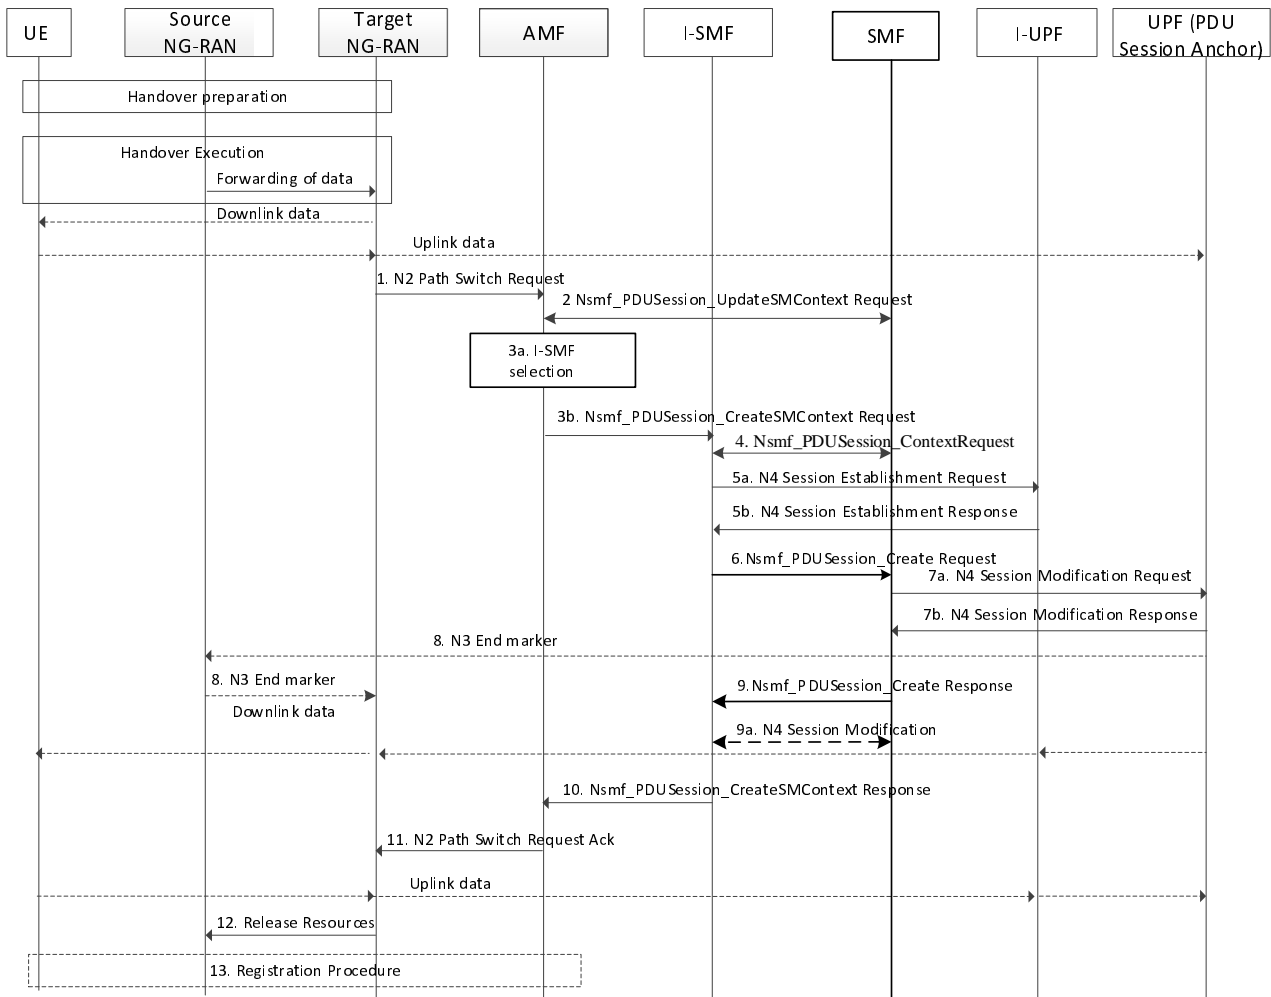 UE
Source
NG-RAN
Target
NG-RAN
AMF
I-SMF
SMF
I-UPF
UPF (PDU
Session Anchor)
Handover preparation
Handover Execution
Forwarding of data
Downlink data
Uplink data
1. N2 Path Switch Request
2 Nsmf_PDUSession_UpdateSMContext Request
3a. I-SMF
selection
3b. Nsmf_PDUSession_CreateSMContext Request
4. Nsmf_PDUSession_ContextRequest
5a. N4 Session Establishment Request
5b. N4 Session Establishment Response
6.Nsmf_PDUSession_Create Request
7a. N4 Session Modification Request
7b. N4 Session Modification Response
8. N3 End marker
8. N3 End marker
9.Nsmf_PDUSession_Create Response
Downlink data
9a. N4 Session Modification
10. Nsmf_PDUSession_CreateSMContext Response
11. N2 Path Switch Request Ack
Uplink data
12. Release Resources
13. Registration Procedure